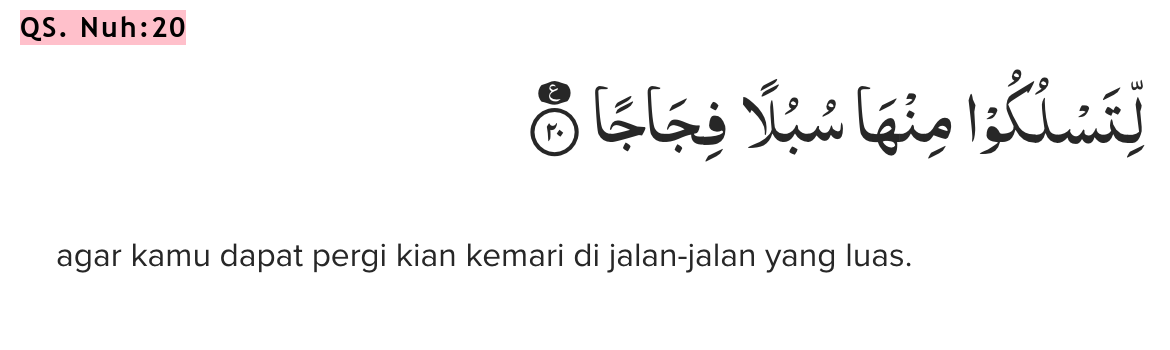 QS. Nuh:20
لِّتَسْلُكُوْا مِنْهَا سُبُلًا فِجَاجًا ࣖ ٢٠
agar kamu dapat pergi kian kemari di jalan-jalan yang luas.